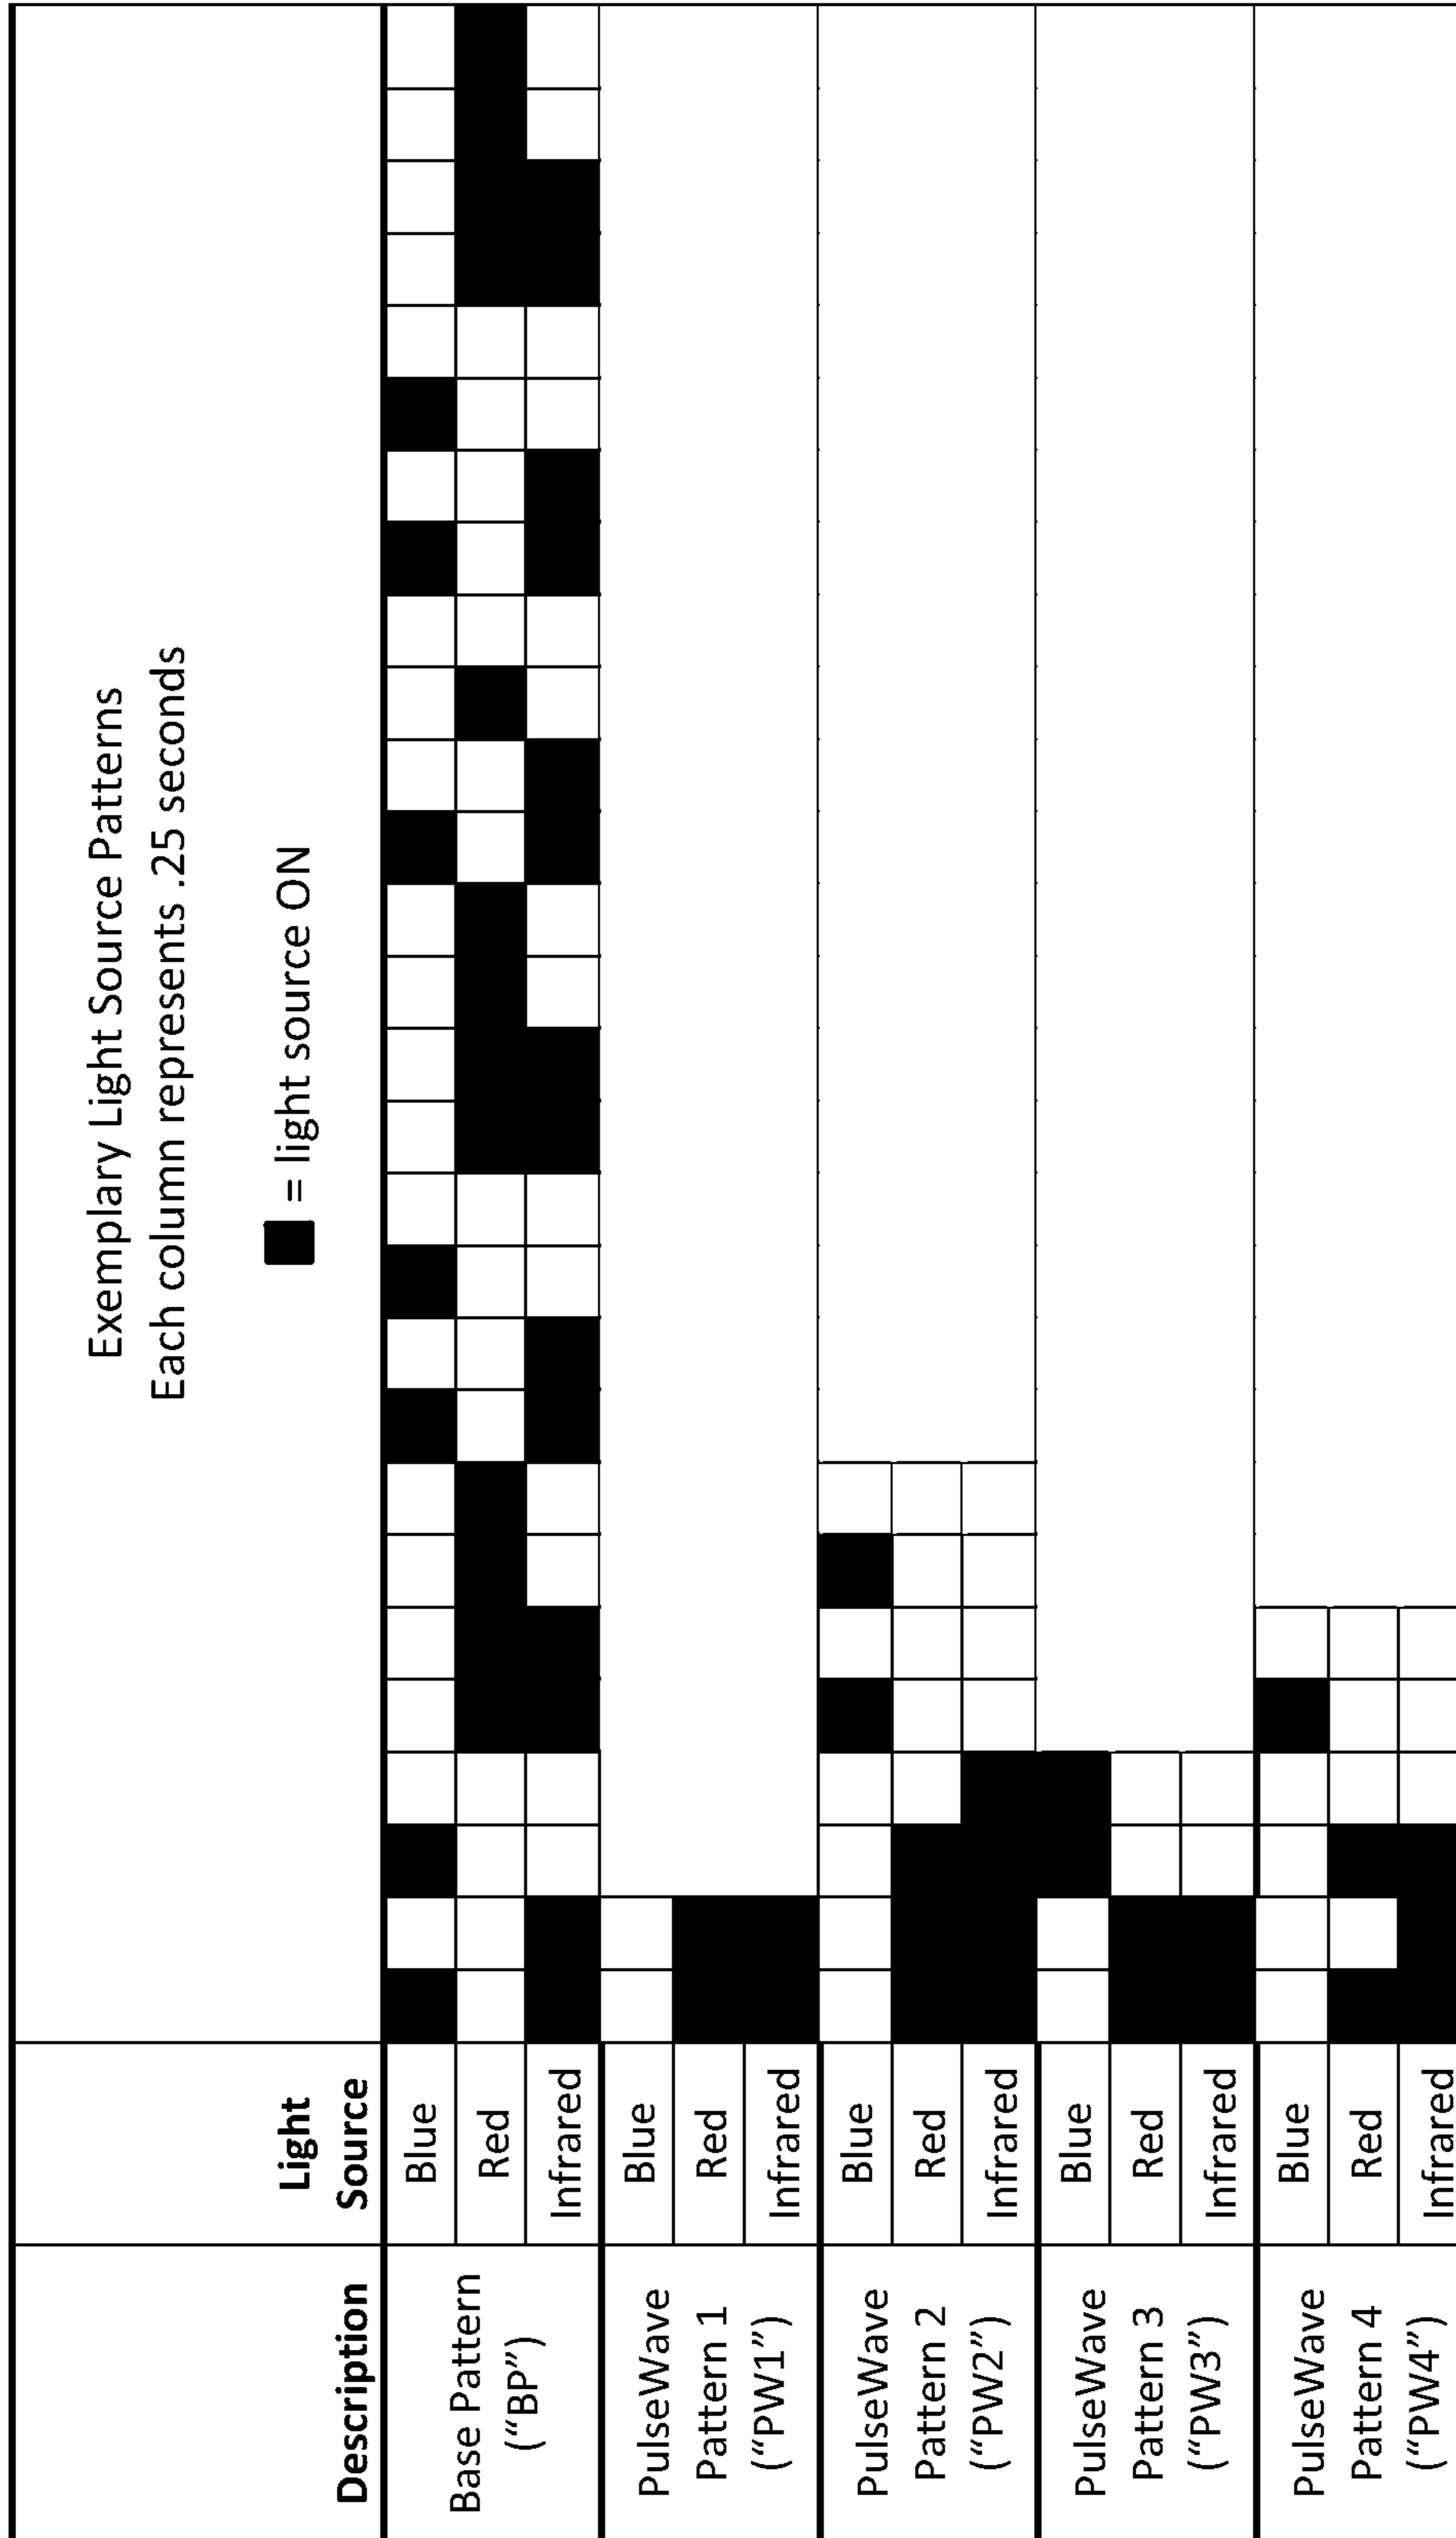 Exemplary Light Source Patterns
Each column represents .25 seconds
= light source ON
Description
Light
Source
Base Pattern
(“BP”)
Blue
Red
Infrared
PulseWave
Pattern 1
(“PW1”)
Blue
Red
Infrared
PulseWave
Pattern 2
(“PW2”)
Blue
Red
Infrared
PulseWave
Pattern 3
(“PW3”)
Blue
Red
Infrared
PulseWave
Pattern 4
(“PW4”)
Blue
Red
Infrared